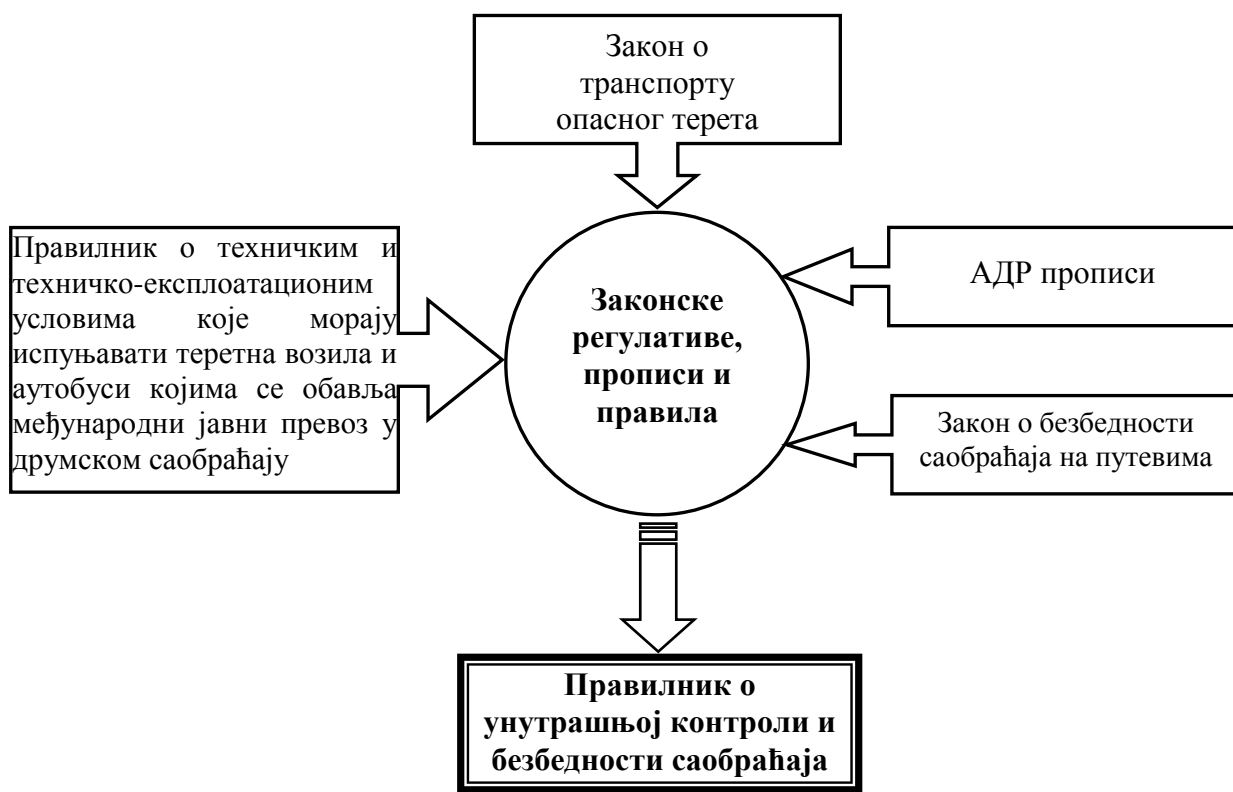 Закон о
транспорту
опасног терета
Правилник о техничким и
техничко-експлоатационим
условима које морају
испуњавати теретна возила и
аутобуси којима се обавља
међународни јавни превоз у
друмском саобраћају
Законске
регулативе,
прописи и
правила
АДР прописи
Закон о безбедности
саобраћаја на путевима
Правилник о
унутрашњој контроли и
безбедности саобраћаја